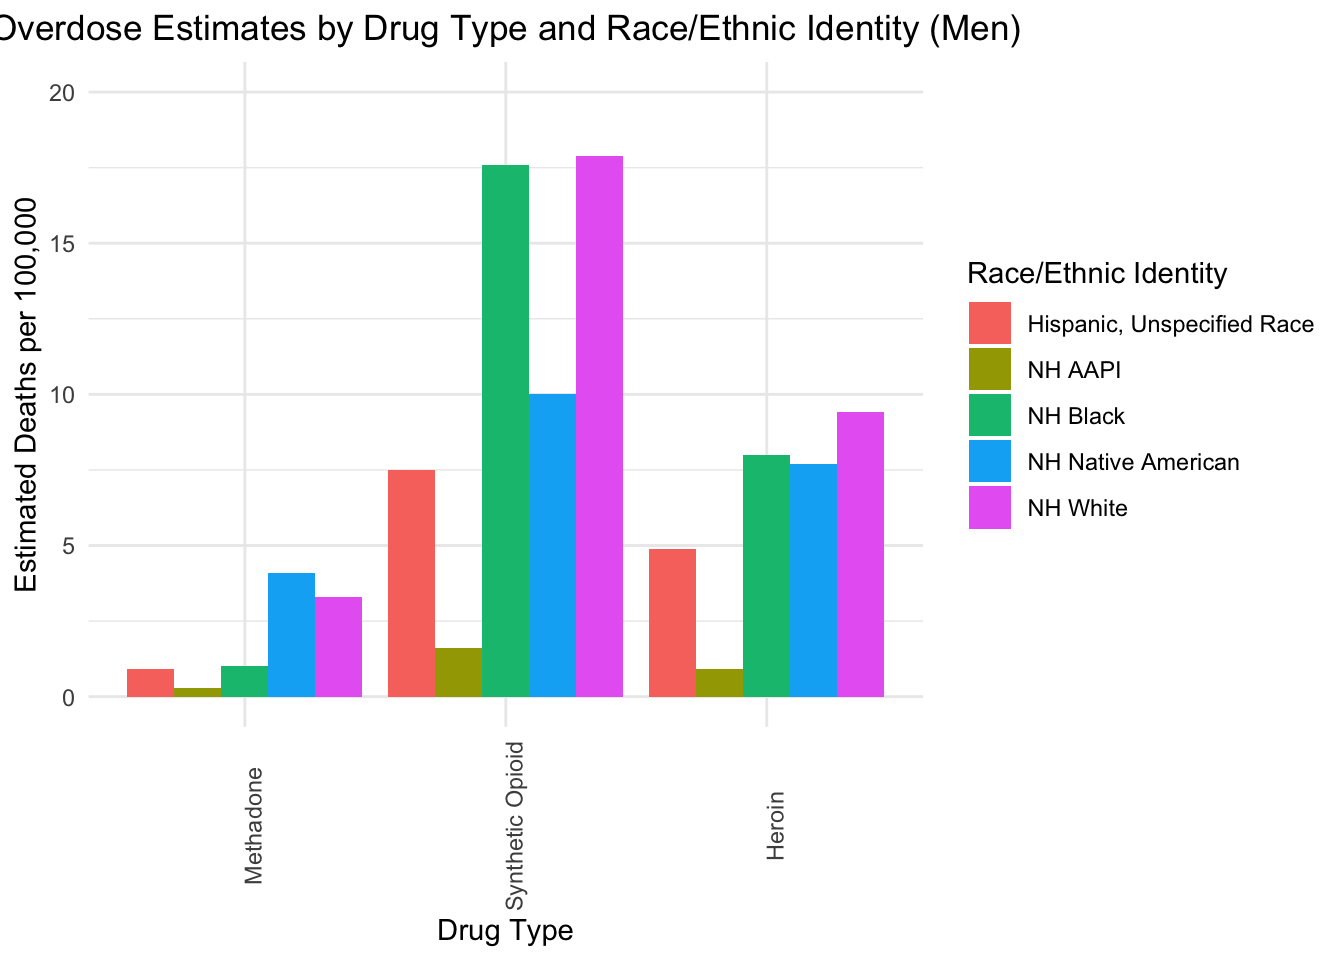 Overdose Estimates by Drug Type and Race/Ethnic Identity (Men)
Estimated Deaths per 100,000
20
15
10
5
0
Methadone
Synthetic Opioid
Heroin
Drug Type
Race/Ethnic Identity
Hispanic, Unspecified Race
NH AAPI
NH Black
NH Native American
NH White